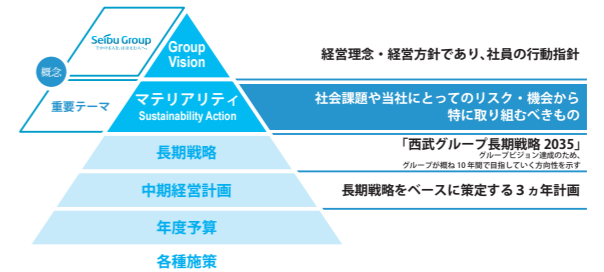 Seibu Group
でかける人を、ほほえむ人へ。
概念
重要テーマ
Group
Vision
経営理念・経営方針であり、社員の行動指針
マテリアリティ
Sustainability Action
社会課題や当社にとってのリスク・機会から
特に取り組むべきもの
長期戦略
「西武グループ長期戦略 2035」
グループビジョン達成のため、
グループが概ね 10 年間で目指していく方向性を示す
中期経営計画
長期戦略をベースに策定する 3 ヵ年計画
年度予算
各種施策